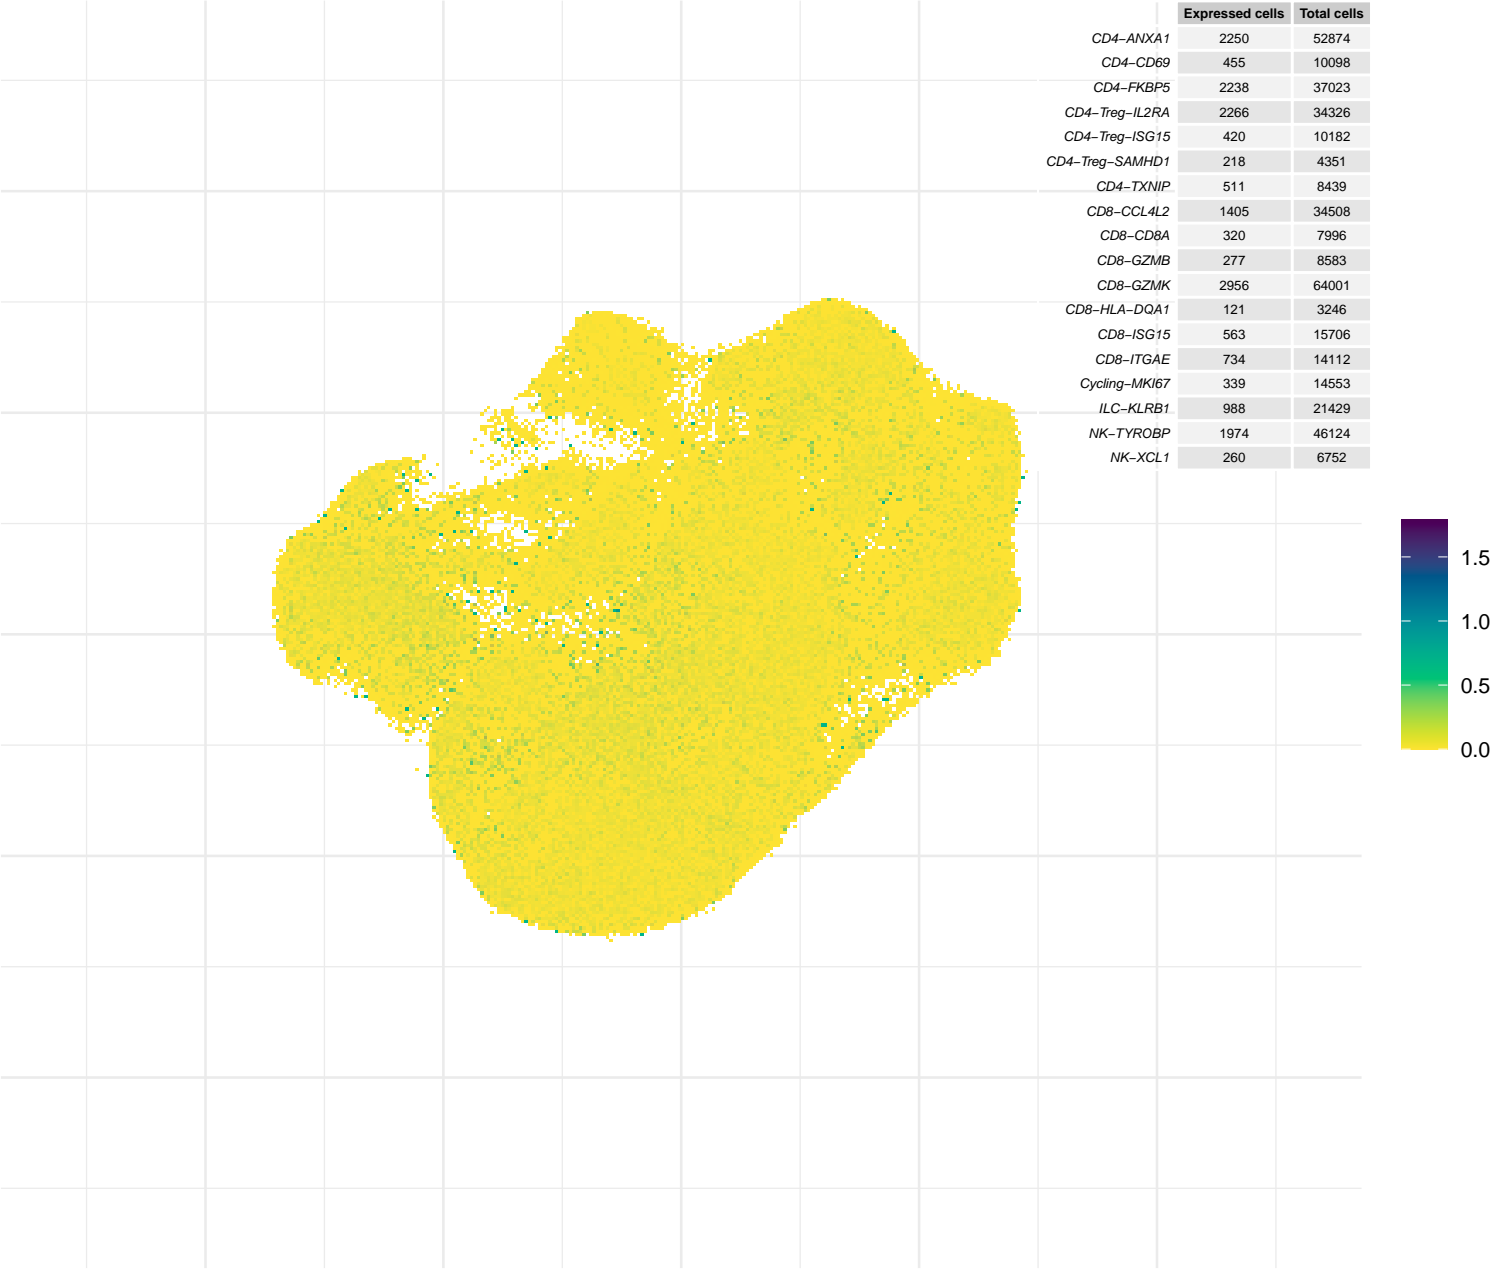 Expressed cells Total cells
CD4−ANXA1 2250 52874
CD4−CD69 455 10098
CD4−FKBP5 2238 37023
CD4−Treg−IL2RA 2266 34326
CD4−Treg−ISG15 420 10182
CD4−Treg−SAMHD1 218 4351
CD4−TXNIP 511 8439
CD8−CCL4L2 1405 34508
CD8−CD8A 320 7996
CD8−GZMB 277 8583
CD8−GZMK 2956 64001
CD8−HLA−DQA1 121 3246
CD8−ISG15 563 15706
CD8−ITGAE 734 14112
Cycling−MKI67 339 14553
ILC−KLRB1 988 21429
NK−TYROBP 1974 46124
NK−XCL1 260 6752
1.5
1.0
0.5
0.0